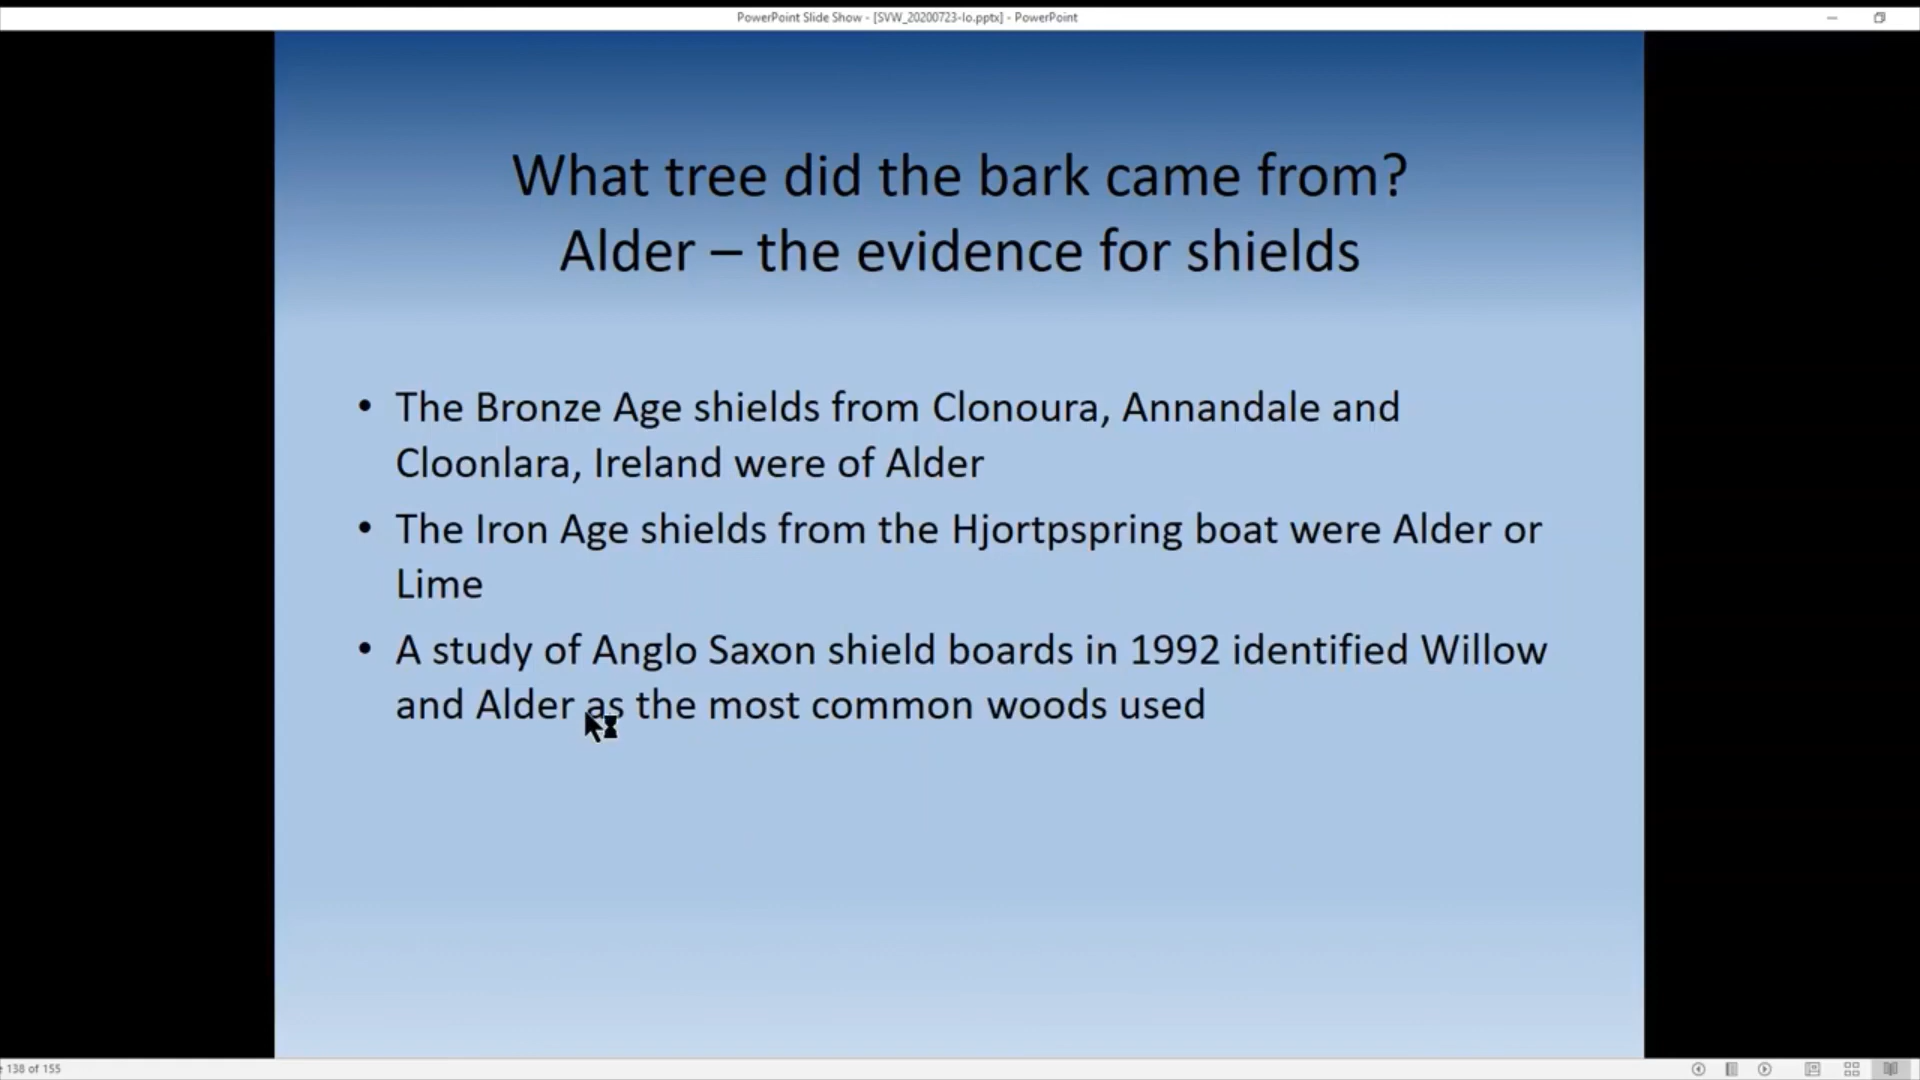 PowerPoint Slide Show - [SVW_20200723-lo.pptx] - PowerPoint
What tree did the bark came from?
Alder – the evidence for shields
• The Bronze Age shields from Clonoura, Annandale and
Cloonlara, Ireland were of Alder
• The Iron Age shields from the Hjortpspring boat were Alder or
Lime
• A study of Anglo Saxon shield boards in 1992 identified Willow
and Alder as the most common woods used
138 of 155